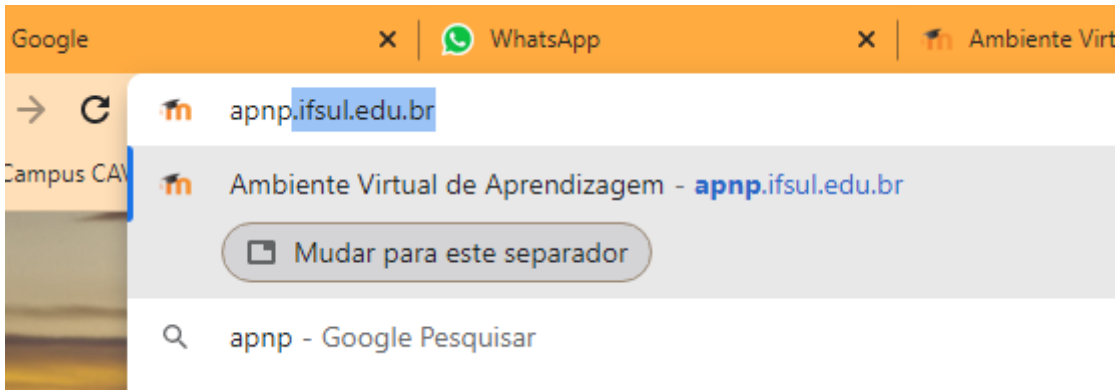 Google
WhatsApp
Ambiente Virt
apnp.ifsul.edu.br
Campus CAV
Ambiente Virtual de Aprendizagem - apnp.ifsul.edu.br
Mudar para este separador
apnp - Google Pesquisar